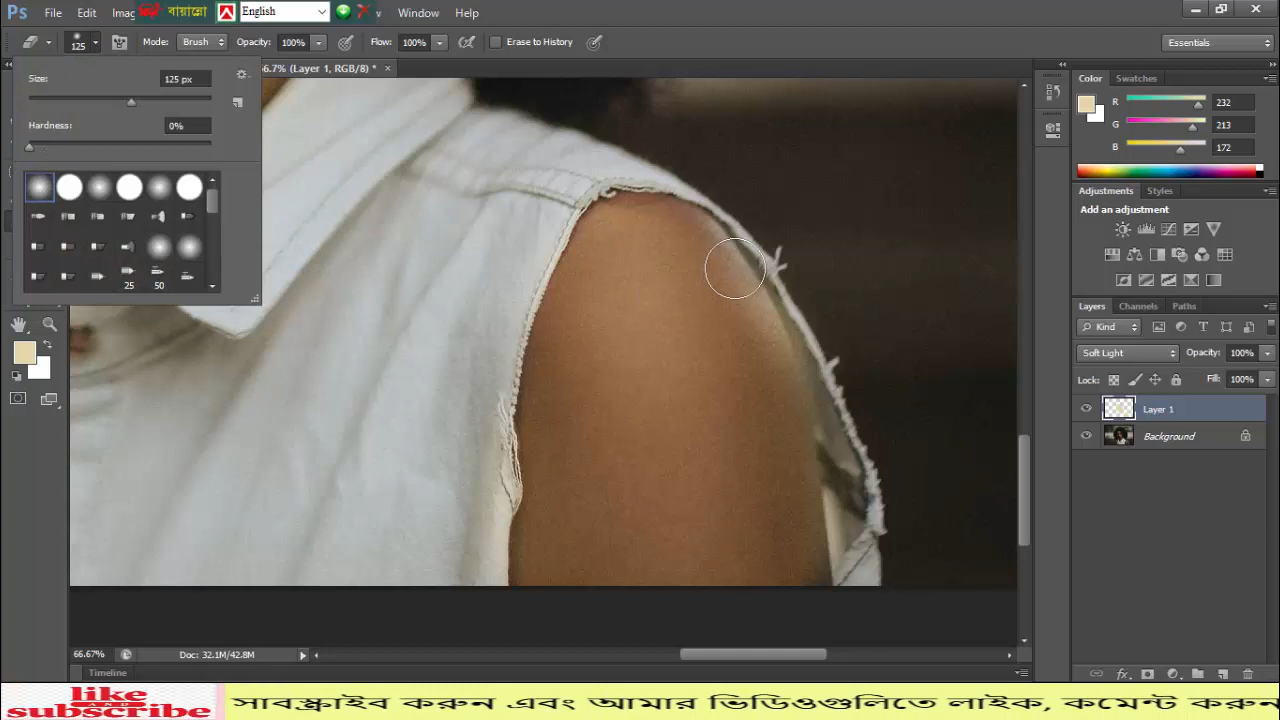 Ps File Edit Imag বায়ান্নো English Window Help
125 Mode: Brush Opacity: 100% Flow: 100% Erase to History Essentials
66.7% (Layer 1, RGB/8) * ×
Size: 125 px
Hardness: 0%
25 50
Color Swatches
R 232
G 213
B 172
Adjustments Styles
Add an adjustment
Layers Channels Paths
Kind
Soft Light Opacity: 100%
Lock: Fill: 100%
Layer 1
Background
66.67% Doc: 32.1M/42.8M
Timeline
like
AND
subscribe
সাবস্ক্রাইব করুন এবং আমার ভিডিওগুলিতে লাইক, কমেন্ট করুন